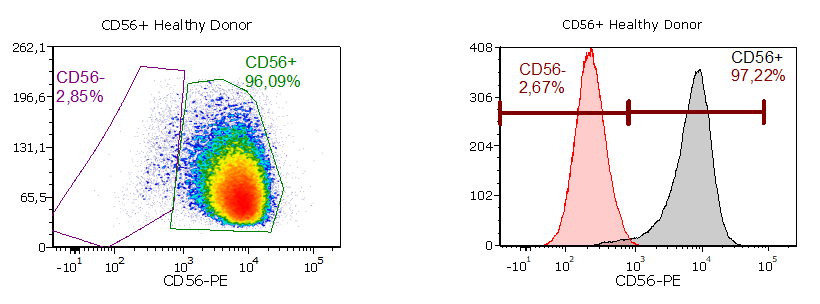 CD56+ Healthy Donor
262,1
196,6
131,1
65,5
0
CD56-
2,85%
CD56+
96,09%
-10¹ 10² 10³ 10⁴ 10⁵
CD56-PE
CD56+ Healthy Donor
408
306
204
102
0
CD56-
2,67%
CD56+
97,22%
-10¹ 10² 10³ 10⁴ 10⁵
CD56-PE